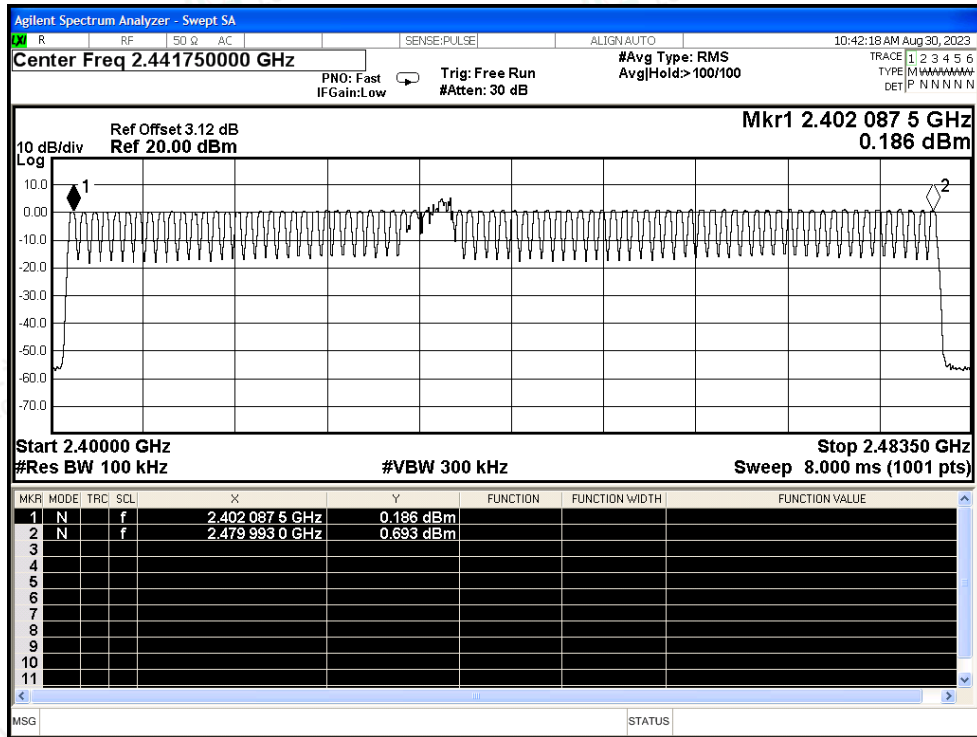 Agilent Spectrum Analyzer - Swept SA
LXI R RF 50 Ω AC SENSE:PULSE ALIGN AUTO 10:42:18 AM Aug 30, 2023
Center Freq 2.441750000 GHz #Avg Type: RMS TRACE 1 2 3 4 5 6
PNO: Fast Trig: Free Run Avg|Hold:>100/100 TYPE M
IFGain:Low #Atten: 30 dB DET P N N N N N
Mkr1 2.402 087 5 GHz
Ref Offset 3.12 dB
10 dB/div Ref 20.00 dBm 0.186 dBm
Log
10.0
0.00
-10.0
-20.0
-30.0
-40.0
-50.0
-60.0
-70.0
1
2
Start 2.40000 GHz Stop 2.48350 GHz
#Res BW 100 kHz #VBW 300 kHz Sweep 8.000 ms (1001 pts)
MKR MODE TRC SCL X Y FUNCTION FUNCTION WIDTH FUNCTION VALUE
1 N f 2.402 087 5 GHz 0.186 dBm
2 N f 2.479 993 0 GHz 0.693 dBm
3
4
5
6
7
8
9
10
11
MSG STATUS